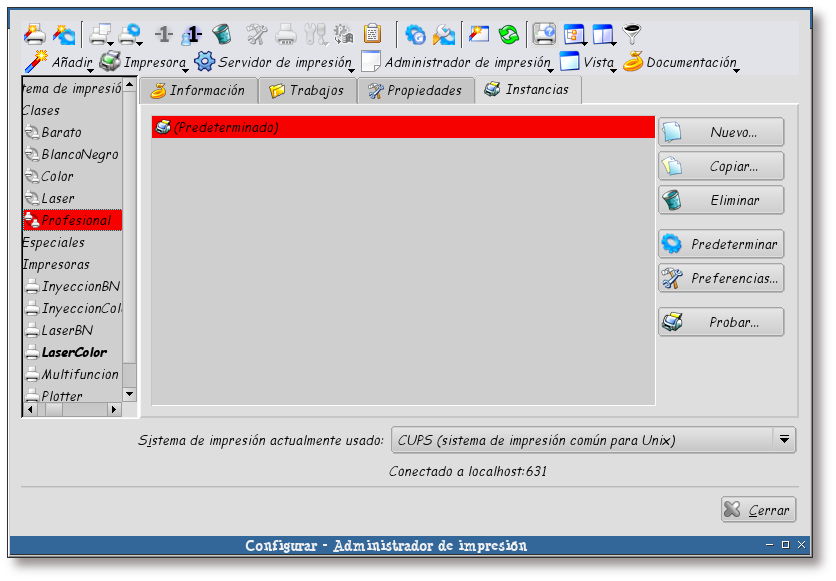 -1- 1-
Añadir Impresora Servidor de impresión Administrador de impresión Vista Documentación
tema de impresió
Clases
Barato
BlancoNegro
Color
Laser
Profesional
Especiales
Impresoras
InyeccionBN
InyeccionCol
LaserBN
LaserColor
Multifuncion
Plotter
Información Trabajos Propiedades Instancias
(Predeterminado)
Nuevo...
Copiar...
Eliminar
Predeterminar
Preferencias...
Probar...
Sistema de impresión actualmente usado: CUPS (sistema de impresión común para Unix)
Conectado a localhost:631
Cerrar
Configurar - Administrador de impresión